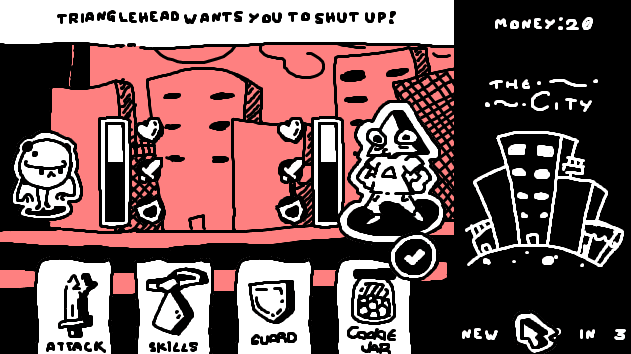 TRIANGLEHEAD WANTS YOU TO SHUT UP!
MONEY:20
THE
CITY
ATTACK
SKILLS
GUARD
COOKIE
JAR
NEW IN 3